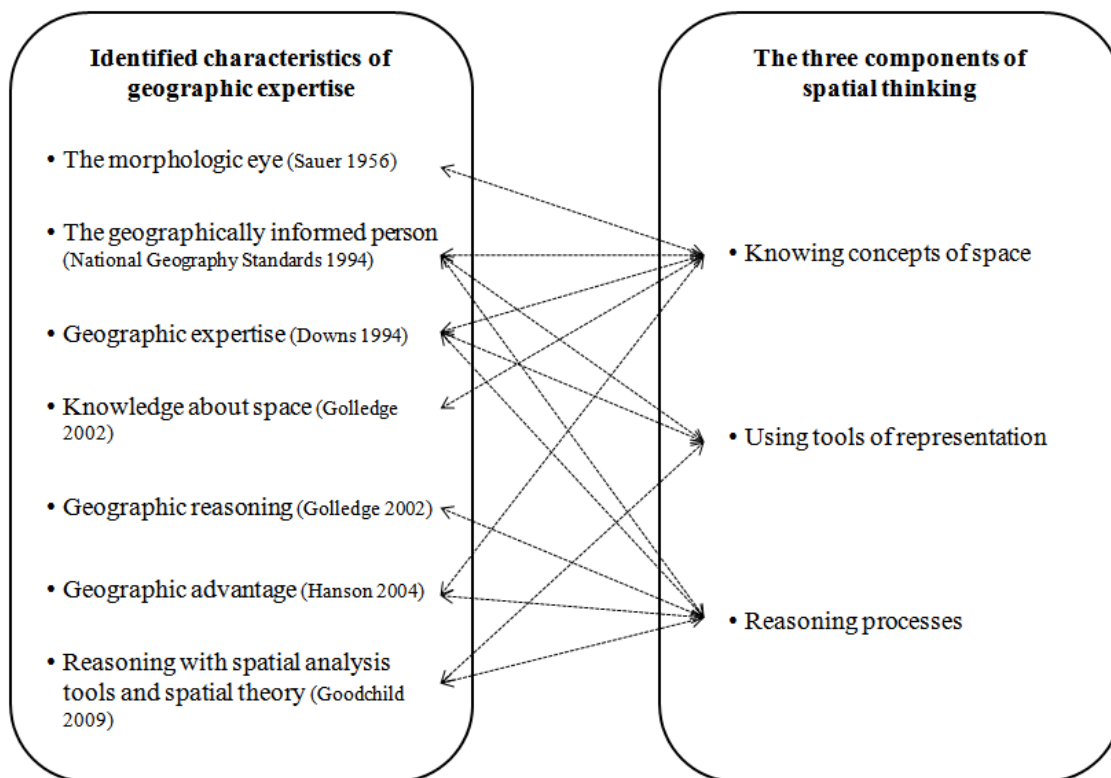 Identified characteristics of
geographic expertise
• The morphologic eye (Sauer 1956)
• The geographically informed person
(National Geography Standards 1994)
• Geographic expertise (Downs 1994)
• Knowledge about space (Golledge
2002)
• Geographic reasoning (Golledge 2002)
• Geographic advantage (Hanson 2004)
• Reasoning with spatial analysis
tools and spatial theory (Goodchild
2009)
The three components of
spatial thinking
• Knowing concepts of space
• Using tools of representation
• Reasoning processes